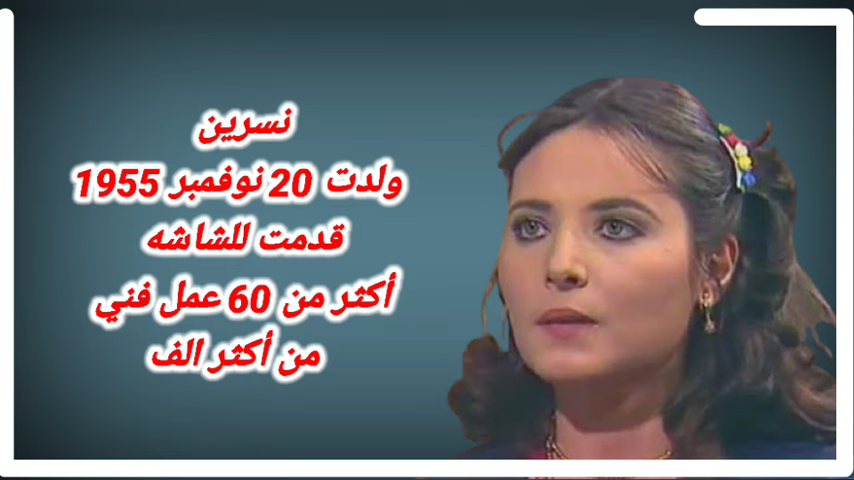 نسرين
ولدت 20 نوفمبر 1955
قدمت للشاشه
أكثر من 60 عمل فني
من أكثر الف